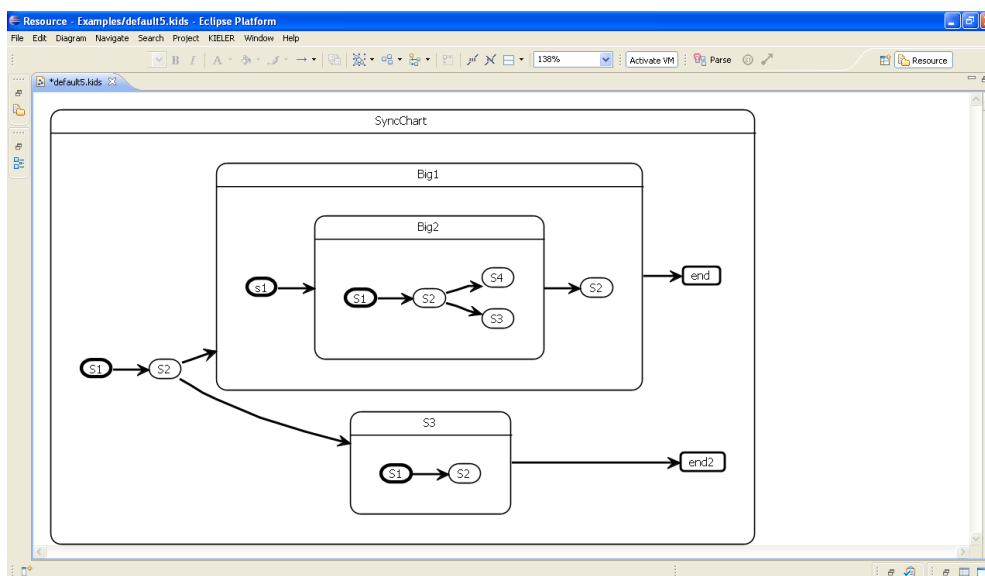 Resource - Examples/default5.kids - Eclipse Platform
File Edit Diagram Navigate Search Project KIELER Window Help
B I A 138% Activate VM Parse Resource
*default5.kids
SyncChart
Big1
Big2
S4
end
s1
S2
S1
S2
S3
S1
S2
S3
end2
S1
S2